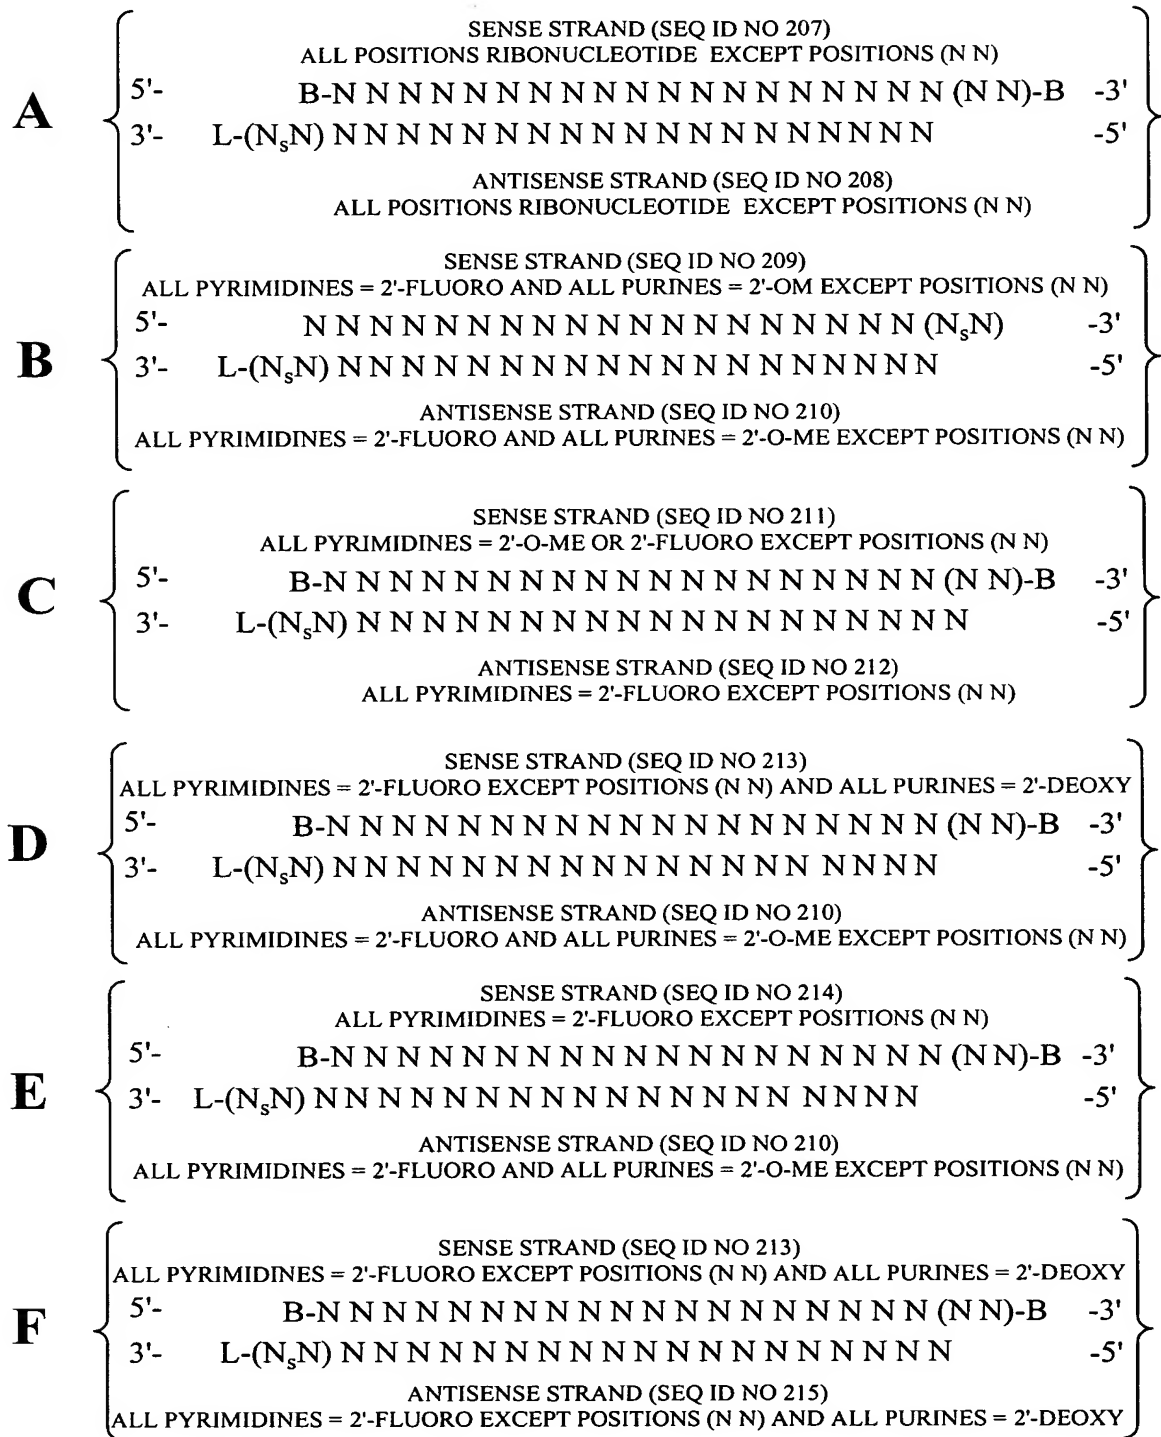 SENSE STRAND (SEQ ID NO 207)
ALL POSITIONS RIBONUCLEOTIDE EXCEPT POSITIONS (N N)
A
5'- B-N N N N N N N N N N N N N N N N N N N (N N)-B -3'
3'- L-(NsN) N N N N N N N N N N N N N N N N N N N -5'
ANTISENSE STRAND (SEQ ID NO 208)
ALL POSITIONS RIBONUCLEOTIDE EXCEPT POSITIONS (N N)
SENSE STRAND (SEQ ID NO 209)
ALL PYRIMIDINES = 2'-FLUORO AND ALL PURINES = 2'-OM EXCEPT POSITIONS (N N)
B
5'- N N N N N N N N N N N N N N N N N N N (NsN) -3'
3'- L-(NsN) N N N N N N N N N N N N N N N N N N N -5'
ANTISENSE STRAND (SEQ ID NO 210)
ALL PYRIMIDINES = 2'-FLUORO AND ALL PURINES = 2'-O-ME EXCEPT POSITIONS (N N)
SENSE STRAND (SEQ ID NO 211)
ALL PYRIMIDINES = 2'-O-ME OR 2'-FLUORO EXCEPT POSITIONS (N N)
C
5'- B-N N N N N N N N N N N N N N N N N N N (N N)-B -3'
3'- L-(NsN) N N N N N N N N N N N N N N N N N N N -5'
ANTISENSE STRAND (SEQ ID NO 212)
ALL PYRIMIDINES = 2'-FLUORO EXCEPT POSITIONS (N N)
SENSE STRAND (SEQ ID NO 213)
ALL PYRIMIDINES = 2'-FLUORO EXCEPT POSITIONS (N N) AND ALL PURINES = 2'-DEOXY
D
5'- B-N N N N N N N N N N N N N N N N N N N (N N)-B -3'
3'- L-(NsN) N N N N N N N N N N N N N N N N N N N -5'
ANTISENSE STRAND (SEQ ID NO 210)
ALL PYRIMIDINES = 2'-FLUORO AND ALL PURINES = 2'-O-ME EXCEPT POSITIONS (N N)
SENSE STRAND (SEQ ID NO 214)
ALL PYRIMIDINES = 2'-FLUORO EXCEPT POSITIONS (N N)
E
5'- B-N N N N N N N N N N N N N N N N N N N (N N)-B -3'
3'- L-(NsN) N N N N N N N N N N N N N N N N N N N -5'
ANTISENSE STRAND (SEQ ID NO 210)
ALL PYRIMIDINES = 2'-FLUORO AND ALL PURINES = 2'-O-ME EXCEPT POSITIONS (N N)
SENSE STRAND (SEQ ID NO 213)
ALL PYRIMIDINES = 2'-FLUORO EXCEPT POSITIONS (N N) AND ALL PURINES = 2'-DEOXY
F
5'- B-N N N N N N N N N N N N N N N N N N N (N N)-B -3'
3'- L-(NsN) N N N N N N N N N N N N N N N N N N N -5'
ANTISENSE STRAND (SEQ ID NO 215)
ALL PYRIMIDINES = 2'-FLUORO EXCEPT POSITIONS (N N) AND ALL PURINES = 2'-DEOXY